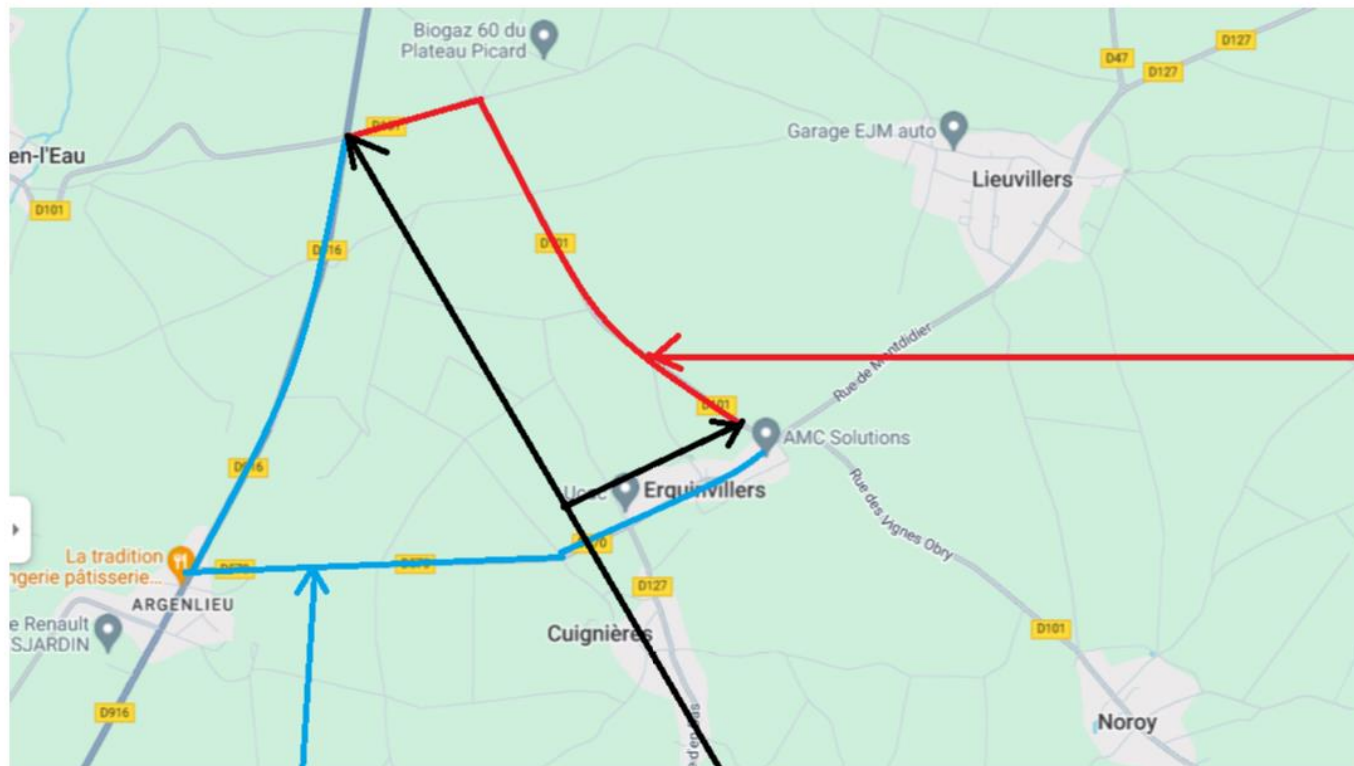 Biogaz 60 du
Plateau Picard
D127
D47
D127
Garage EJM auto
en-l'Eau
Lieuvillers
D101
D916
D101
Rue de Montdidier
D101
AMC Solutions
D916
Erquinvillers
Rue des Vignes Obry
La tradition
ngerie pâtisserie...
D127
ARGENLIEU
e Renault
SJARDIN
Cuignières
D101
D916
Noroy